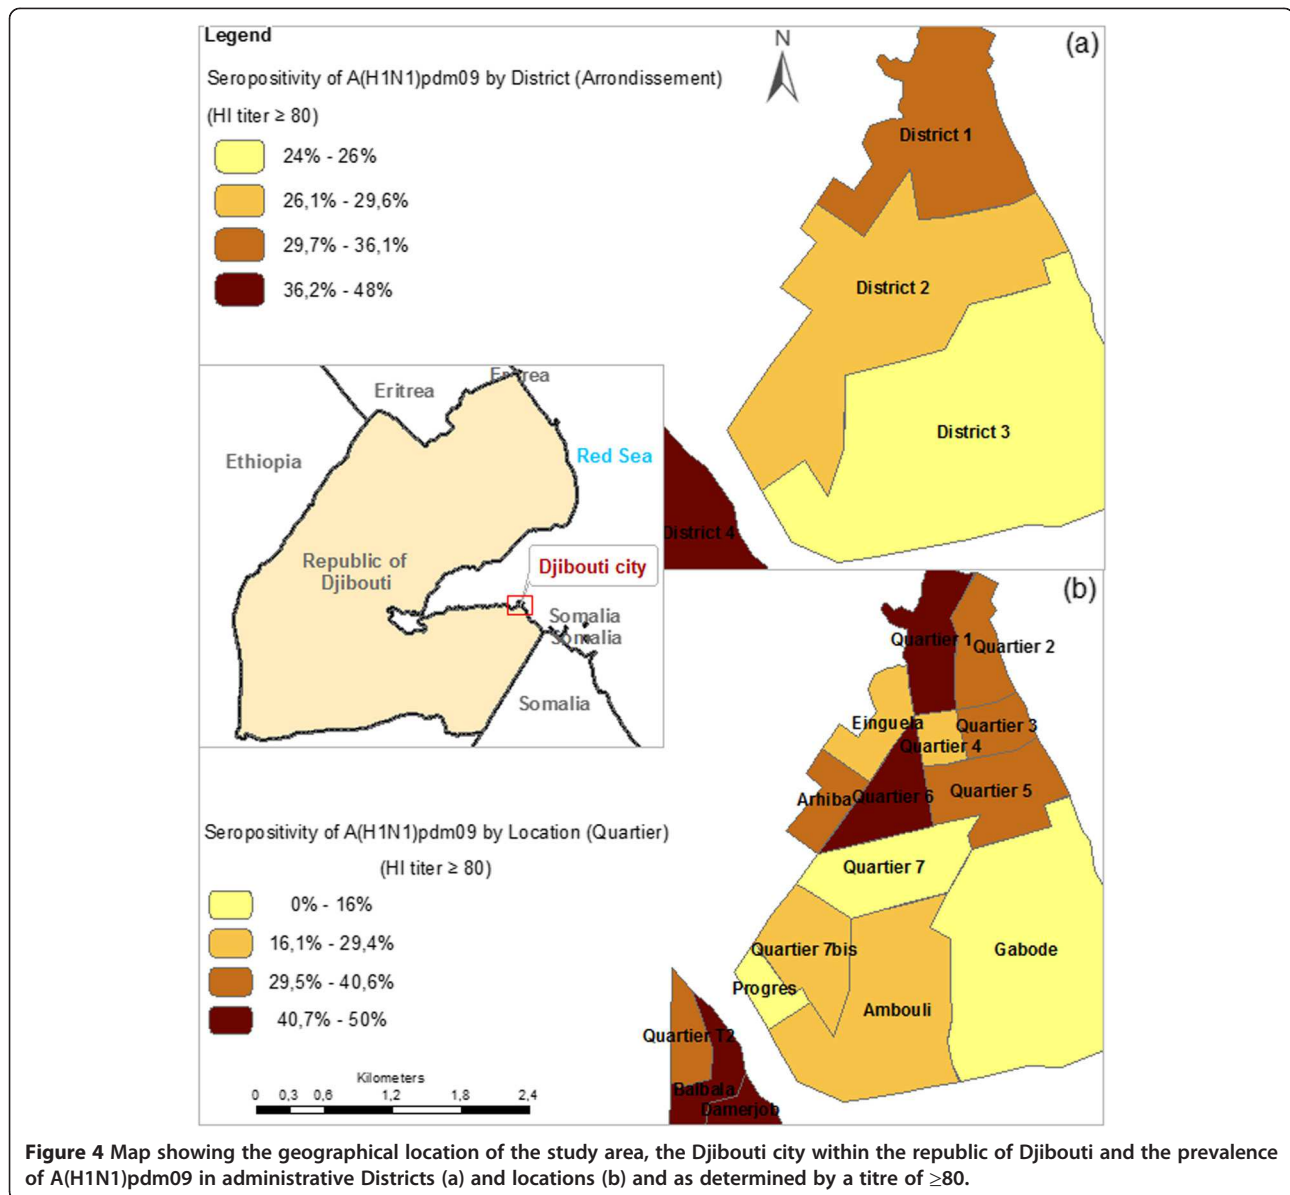 Legend
Seropositivity of A(H1N1)pdm09 by District (Arrondissement)
(HI titer ≥ 80)
24% - 26%
26,1% - 29,6%
29,7% - 36,1%
36,2% - 48%
N
(a)
District 1
District 2
District 3
District 4
Eritrea
Eritrea
Ethiopia
Red Sea
Republic of
Djibouti
Djibouti city
Somalia
Somalia
Somalia
(b)
Quartier 1
Quartier 2
Einguela
Quartier 3
Quartier 4
Arhiba
Quartier 6
Quartier 5
Quartier 7
Quartier 7bis
Gabode
Progres
Ambouli
Quartier T2
Balbala
Damerjob
Seropositivity of A(H1N1)pdm09 by Location (Quartier)
(HI titer ≥ 80)
0% - 16%
16,1% - 29,4%
29,5% - 40,6%
40,7% - 50%
Kilometers
0 0,3 0,6 1,2 1,8 2,4
Figure 4 Map showing the geographical location of the study area, the Djibouti city within the republic of Djibouti and the prevalence
of A(H1N1)pdm09 in administrative Districts (a) and locations (b) and as determined by a titre of ≥80.